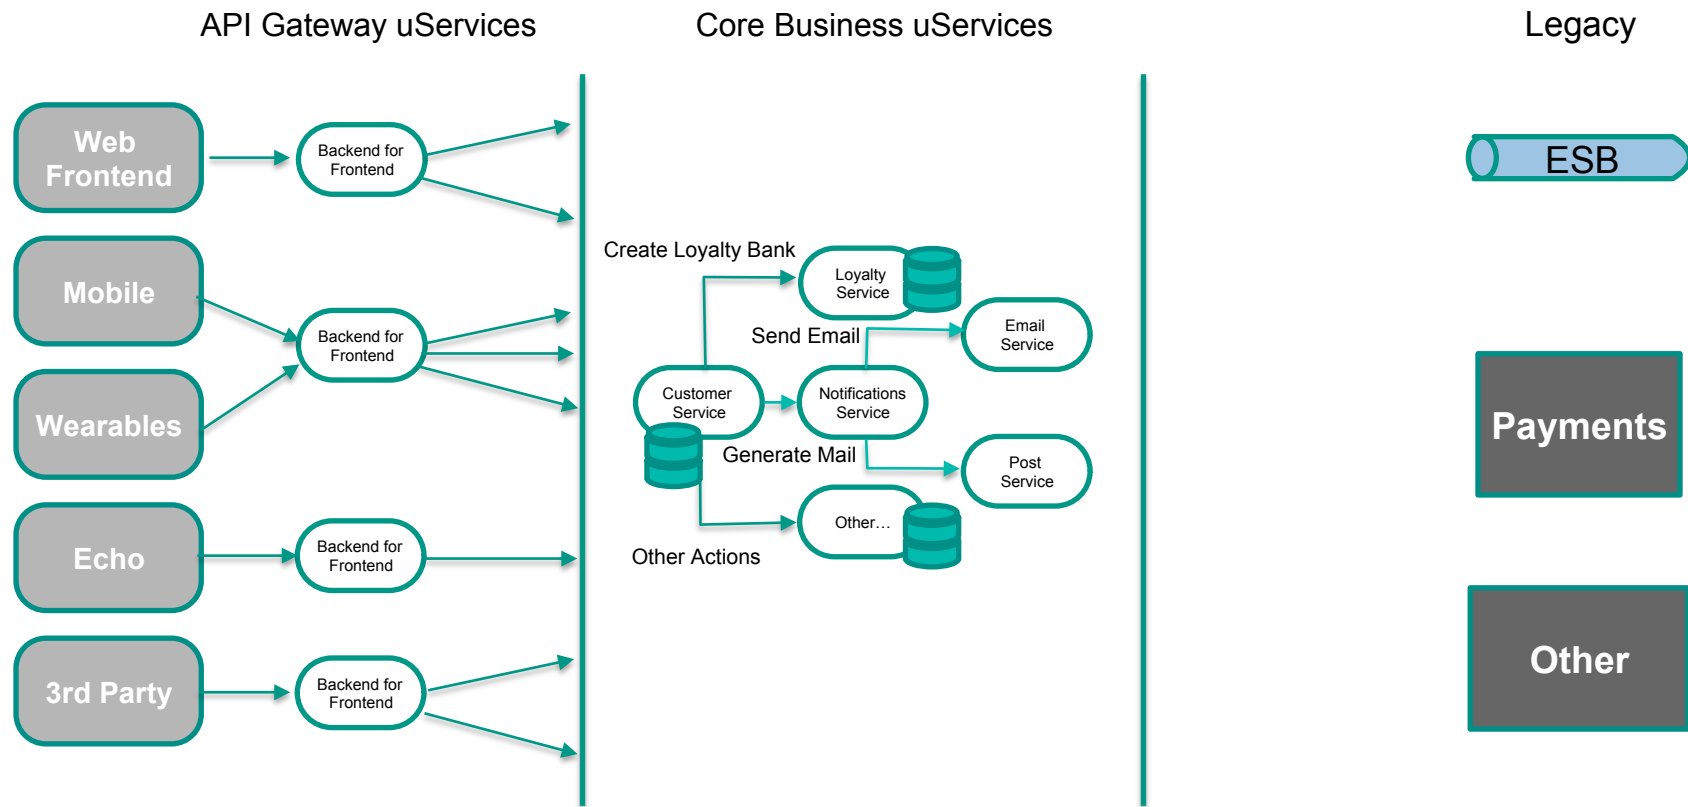 API Gateway uServices
Core Business uServices
Legacy
Web
Frontend
Backend for
Frontend
ESB
Mobile
Backend for
Frontend
Wearables
Create Loyalty Bank
Loyalty
Service
Send Email
Email
Service
Customer
Service
Notifications
Service
Generate Mail
Post
Service
Other…
Other Actions
Payments
Echo
Backend for
Frontend
Other
3rd Party
Backend for
Frontend